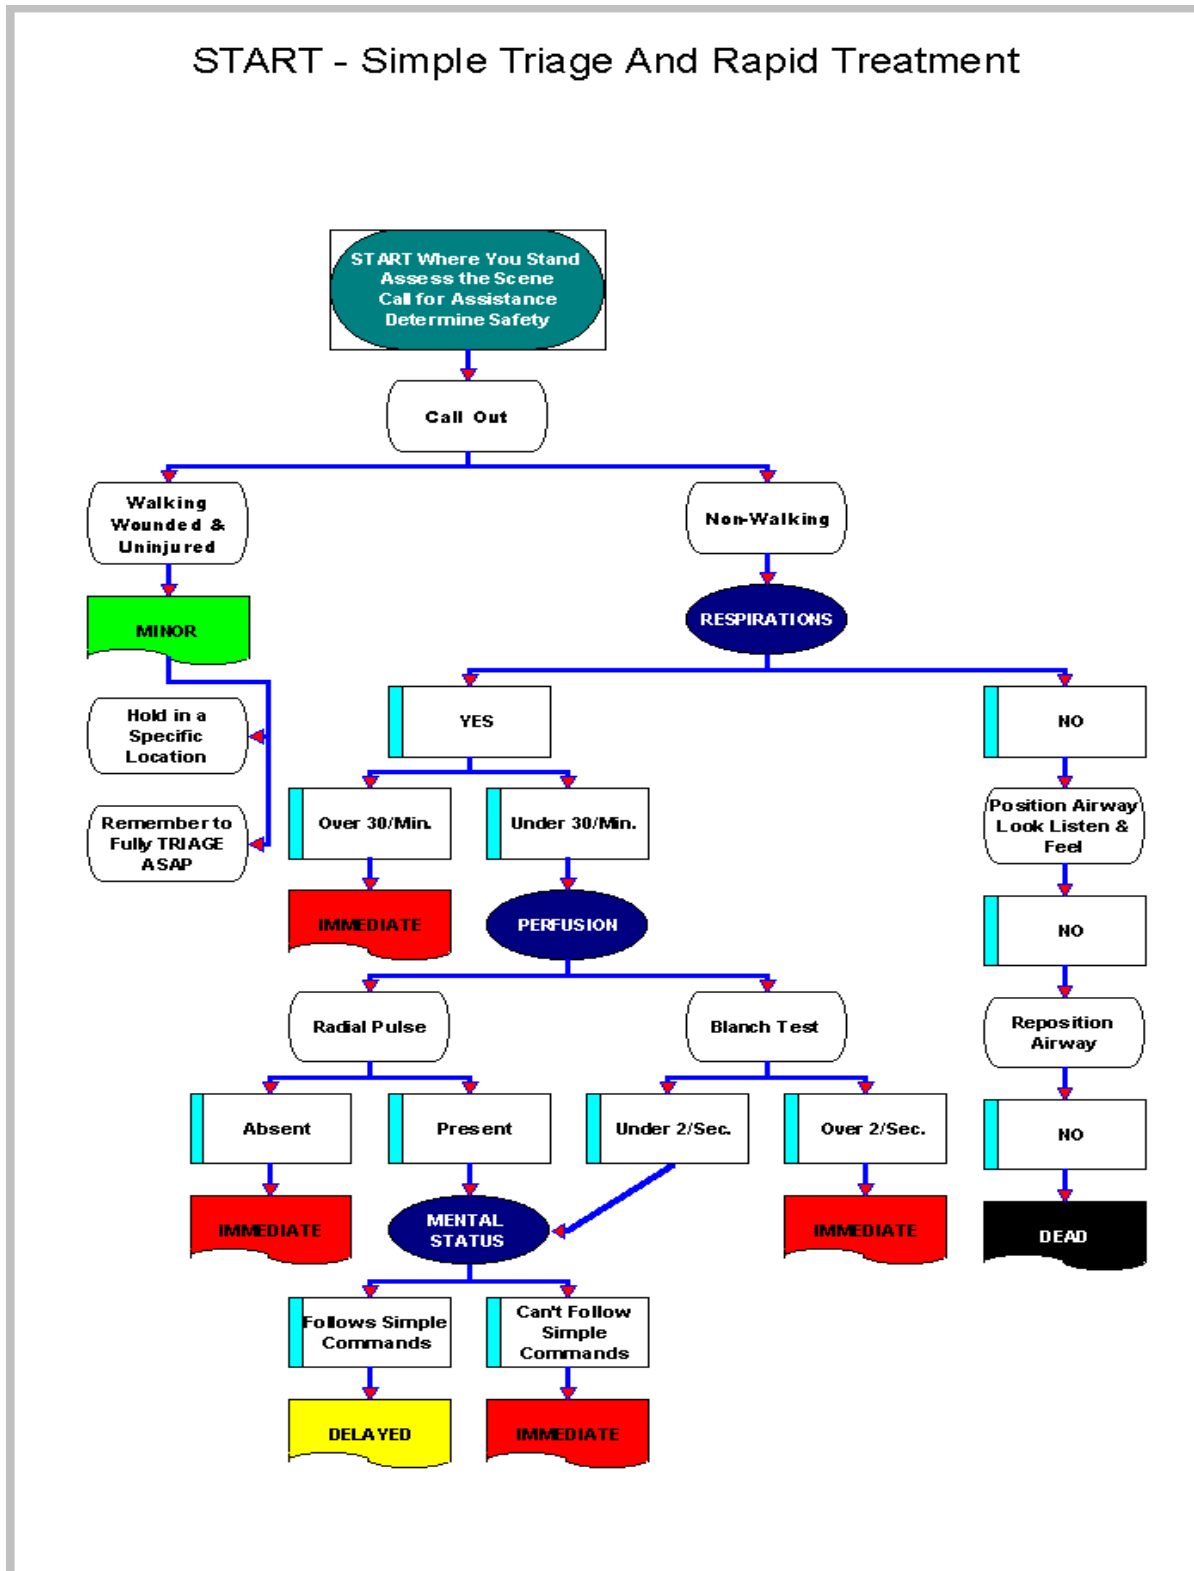 START - Simple Triage And Rapid Treatment
START Where You Stand
Assess the Scene
Call for Assistance
Determine Safety
Call Out
Walking
Wounded &
Uninjured
Non-Walking
MINOR
RESPIRATIONS
Hold in a
Specific
Location
YES
NO
Remember to
Fully TRIAGE
ASAP
Over 30/Min.
Under 30/Min.
Position Airway
Look Listen &
Feel
IMMEDIATE
PERFUSION
NO
Radial Pulse
Blanch Test
Reposition
Airway
Absent
Present
Under 2/Sec.
Over 2/Sec.
NO
IMMEDIATE
MENTAL
STATUS
IMMEDIATE
DEAD
Follows Simple
Commands
Can't Follow
Simple
Commands
DELAYED
IMMEDIATE